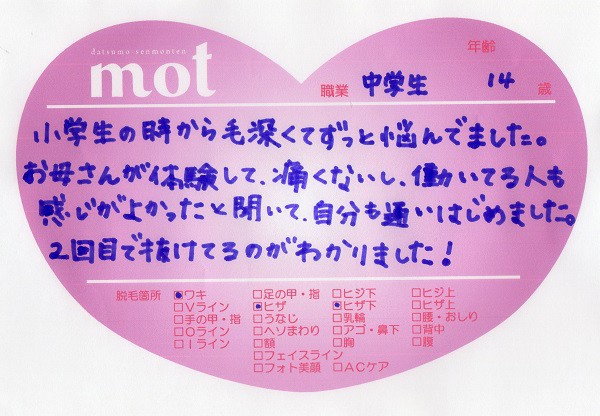 datsumo-senmonten
mot
年齢
職業 中学生 14 歳
小学生の時から毛深くてずっと悩んでました。
お母さんが体験して、痛くないし、働いてる人も
感じがよかったと聞いて、自分も通いはじめました。
2回目で抜けてるのがわかりました!
脱毛箇所 ☑ワキ □足の甲・指 □ヒジ下 □ヒジ上
□Vライン ☑ヒザ ☑ヒザ下 □ヒザ上
□手の甲・指 □うなじ □乳輪 □腰・おしり
□Oライン □ヘソまわり □アゴ・鼻下 □背中
□Iライン □額 □胸 □腹
□フェイスライン
□フォト美顔 □ACケア